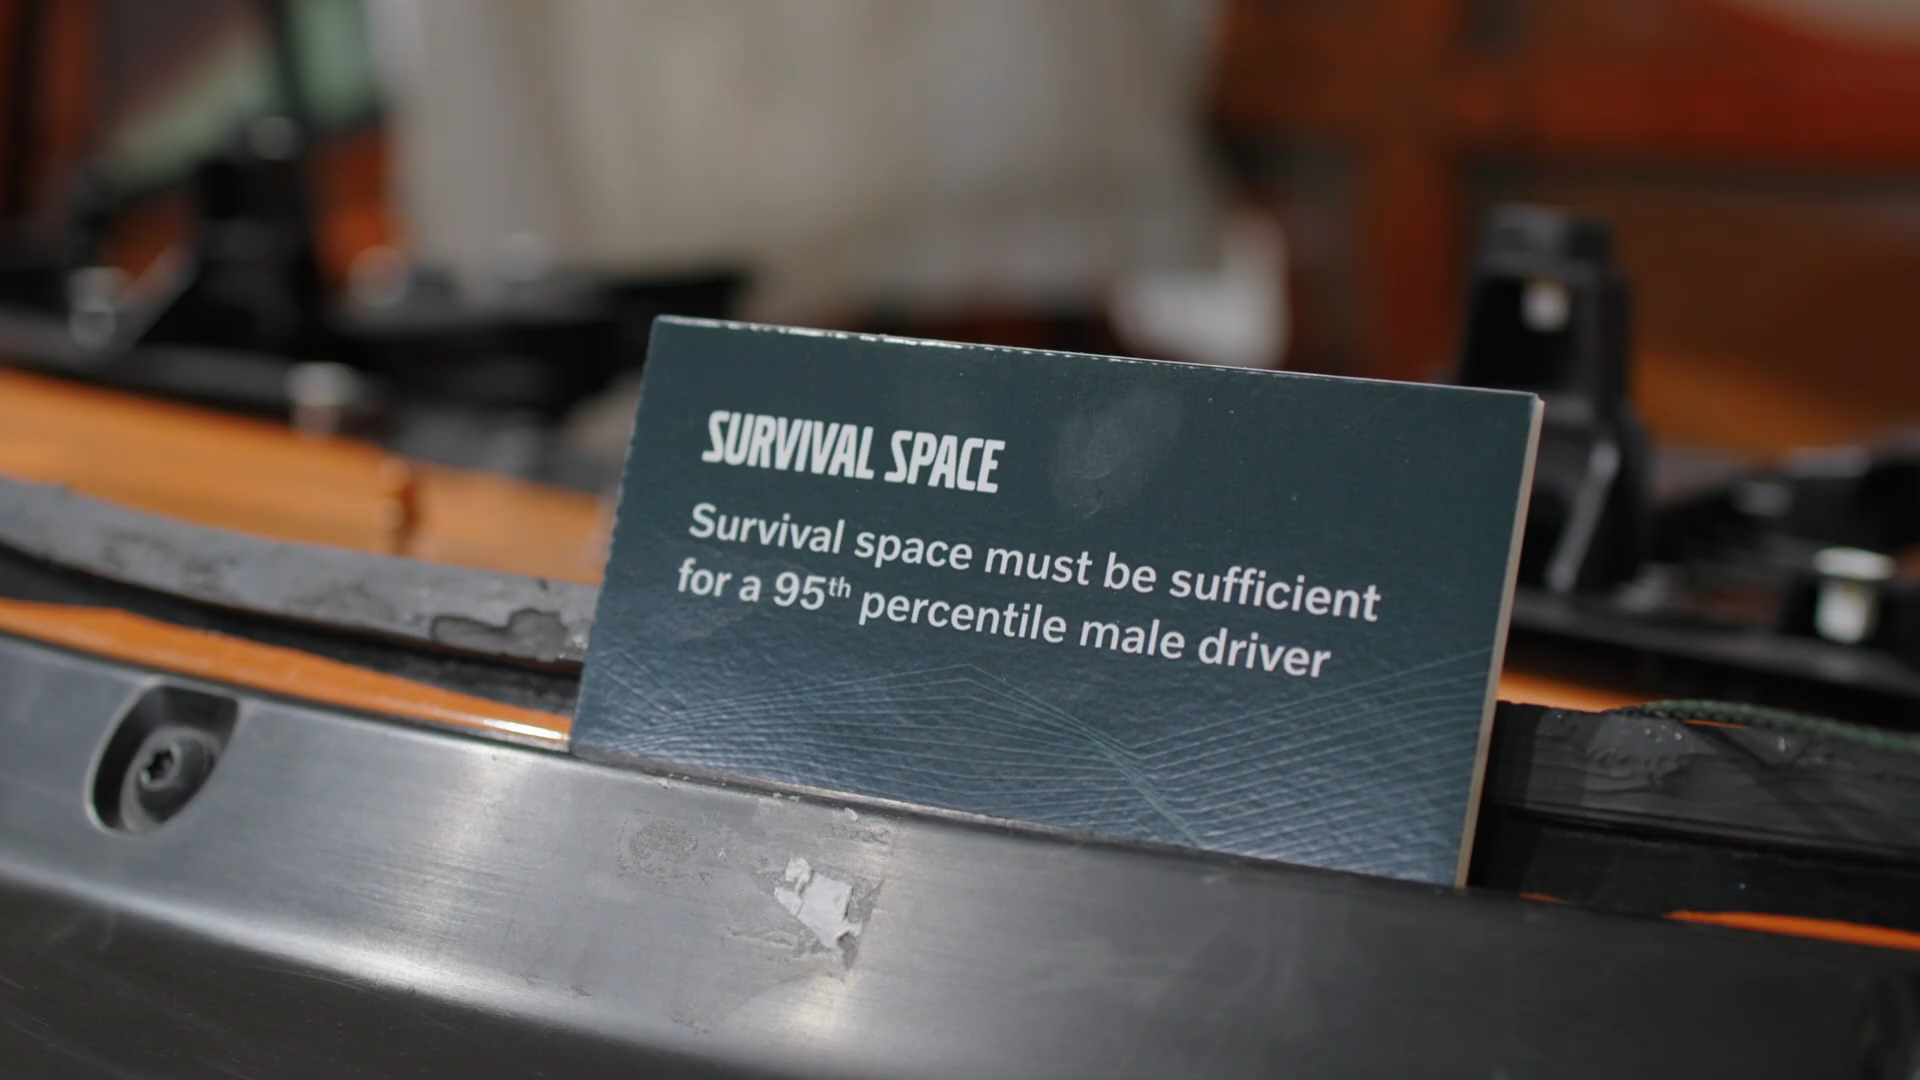 SURVIVAL SPACE
Survival space must be sufficient
for a 95th percentile male driver